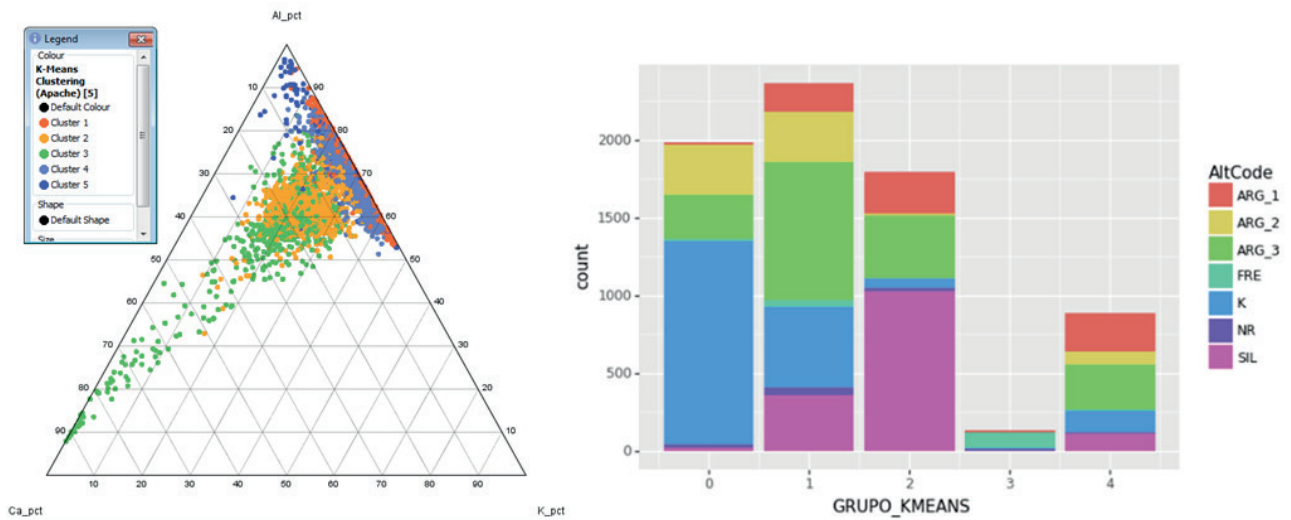 Al_pct
Legend
Colour
K-Means
Clustering
(Apache) [5]
Default Colour
Cluster 1
Cluster 2
Cluster 3
Cluster 4
Cluster 5
Shape
Default Shape
Size
10
20
30
40
50
60
70
80
90
90
80
70
60
50
40
30
20
10
10
20
30
40
50
60
70
80
90
Ca_pct
K_pct
2000
1500
1000
500
0
count
0
1
2
3
4
GRUPO_KMEANS
AltCode
ARG_1
ARG_2
ARG_3
FRE
K
NR
SIL